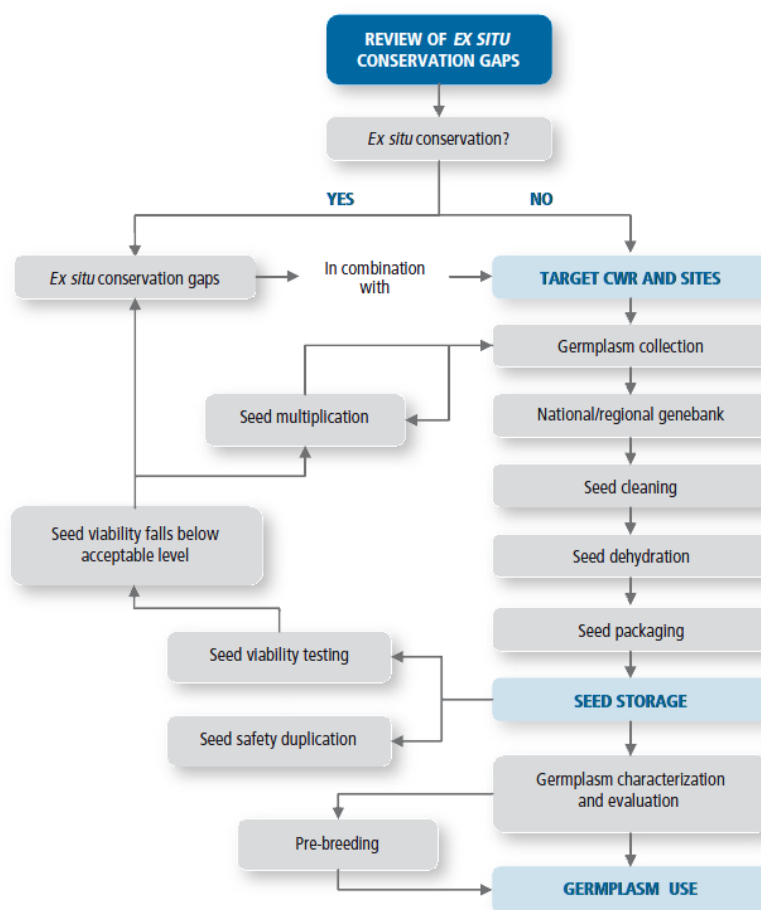 REVIEW OF EX SITU
CONSERVATION GAPS
Ex situ conservation?
YES
NO
Ex situ conservation gaps
In combination
with
TARGET CWR AND SITES
Germplasm collection
Seed multiplication
National/regional genebank
Seed cleaning
Seed viability falls below
acceptable level
Seed dehydration
Seed packaging
Seed viability testing
SEED STORAGE
Seed safety duplication
Germplasm characterization
and evaluation
Pre-breeding
GERMPLASM USE